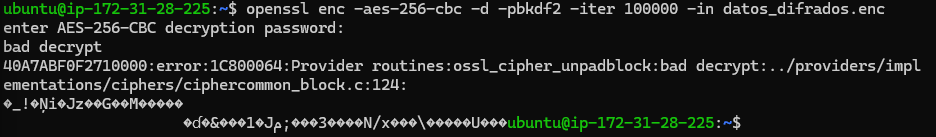 ubuntu@ip-172-31-28-225:~$ openssl enc -aes-256-cbc -d -pbkdf2 -iter 100000 -in datos_difrados.enc
enter AES-256-CBC decryption password:
bad decrypt
40A7ABF0F2710000:error:1C800064:Provider routines:ossl_cipher_unpadblock:bad decrypt:../providers/impl
ementations/ciphers/ciphercommon_block.c:124:
�_!�Ņi�Jz��G��M�����
�ɗ�&���1�Jم;���3����N/x���\�����U���ubuntu@ip-172-31-28-225:~$